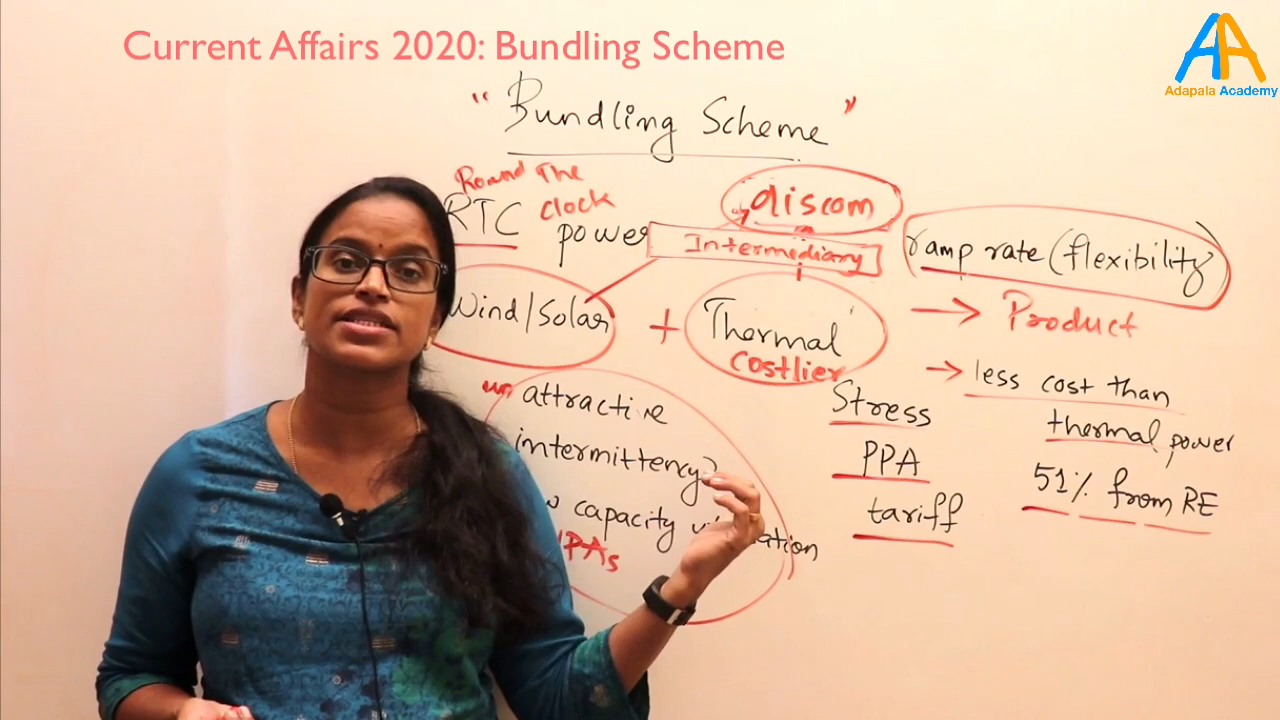 Current Affairs 2020: Bundling Scheme
AA
Adapala Academy
" Bundling Scheme "
Round The
RTC clock
power
discom
Intermediary
ramp rate (flexibility)
Wind/Solar + Thermal
costlier
→ Product
→ less cost than
thermal power
51% from RE
attractive
intermittency
capacity
Stress
PPA
tariff